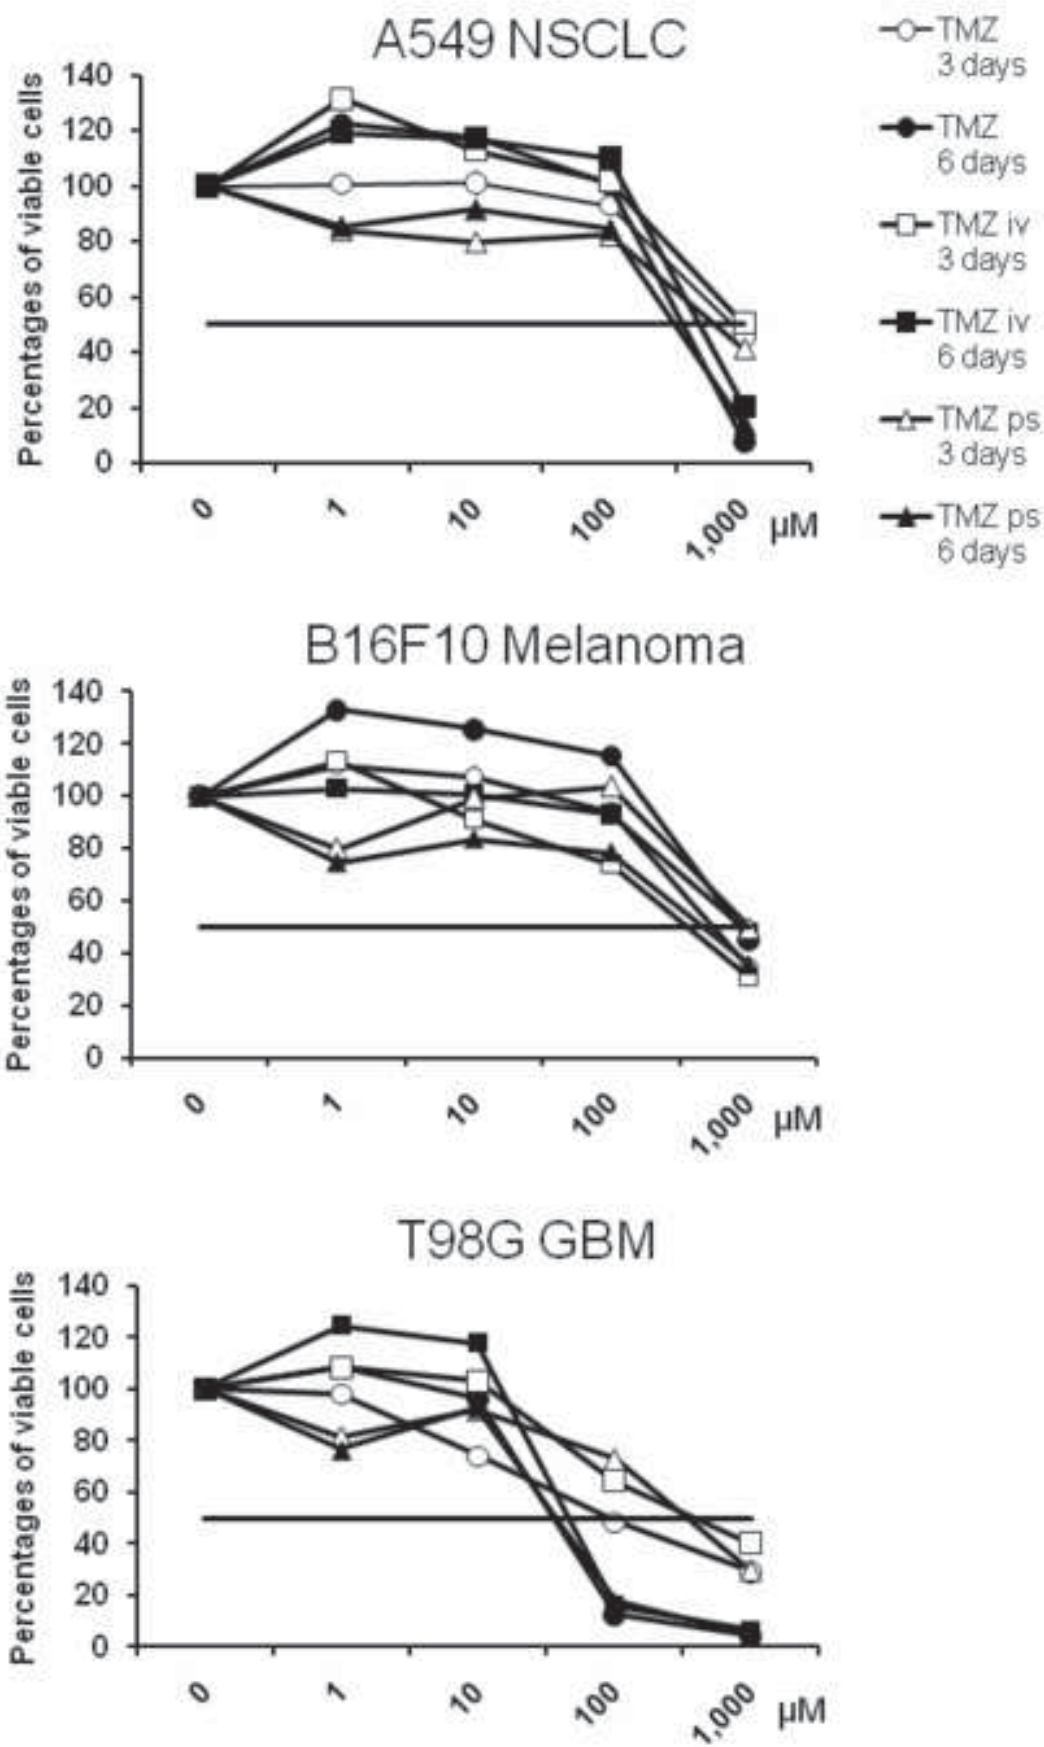 A549 NSCLC
Percentages of viable cells
140
120
100
80
60
40
20
0
0
1
10
100
1,000
µM
TMZ
3 days
TMZ
6 days
TMZ iv
3 days
TMZ iv
6 days
TMZ ps
3 days
TMZ ps
6 days
B16F10 Melanoma
Percentages of viable cells
140
120
100
80
60
40
20
0
0
1
10
100
1,000
µM
T98G GBM
Percentages of viable cells
140
120
100
80
60
40
20
0
0
1
10
100
1,000
µM